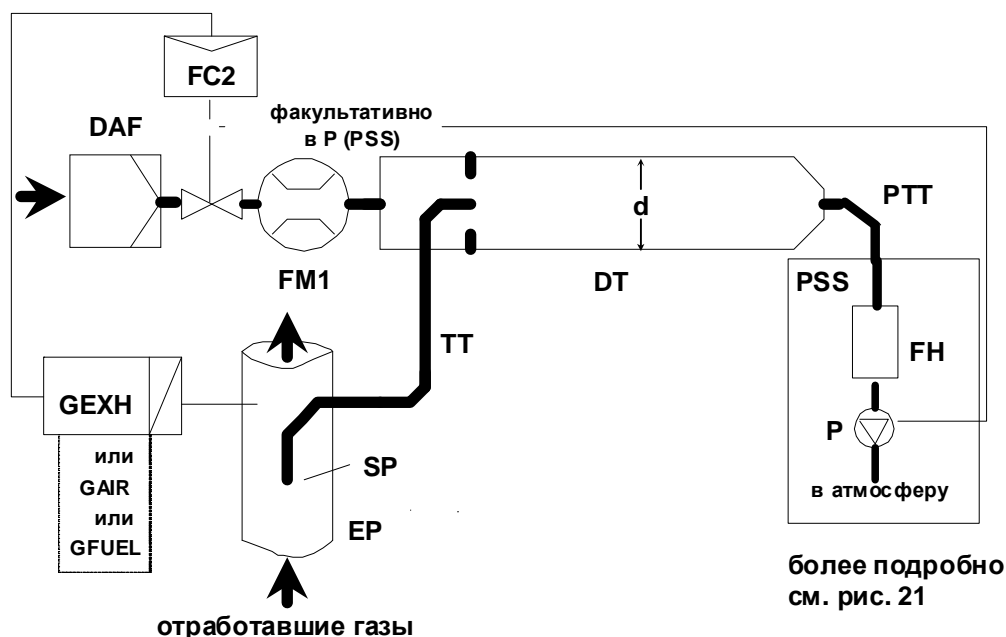 FC2
факультативно
в P (PSS)
DAF
d
PTT
FM1
DT
PSS
TT
FH
GEXH
P
или
GAIR
или
GFUEL
SP
в атмосферу
EP
более подробно
см. рис. 21
отработавшие газы